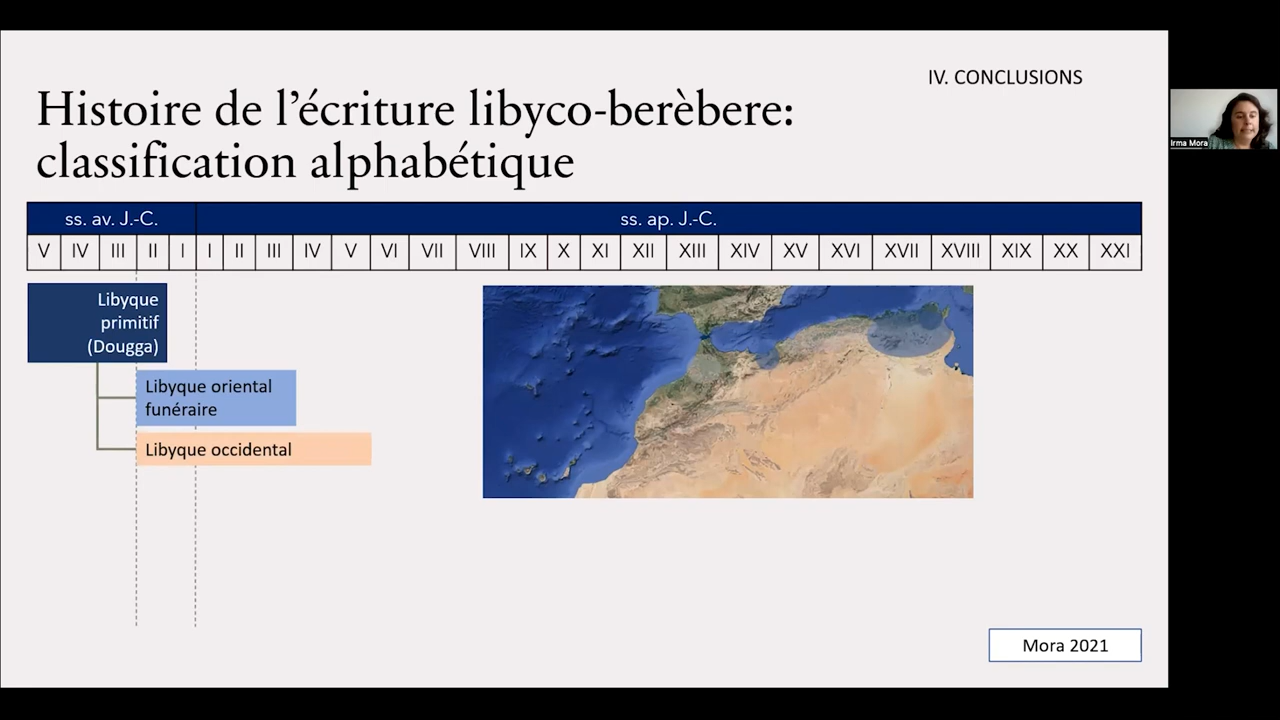 IV. CONCLUSIONS
Histoire de l’écriture libyco-berèbere:
classification alphabétique
ss. av. J.-C. ss. ap. J.-C.
V IV III II I I II III IV V VI VII VIII IX X XI XII XIII XIV XV XVI XVII XVIII XIX XX XXI
Libyque
primitif
(Dougga)
Libyque oriental
funéraire
Libyque occidental
Mora 2021
Irma Mora